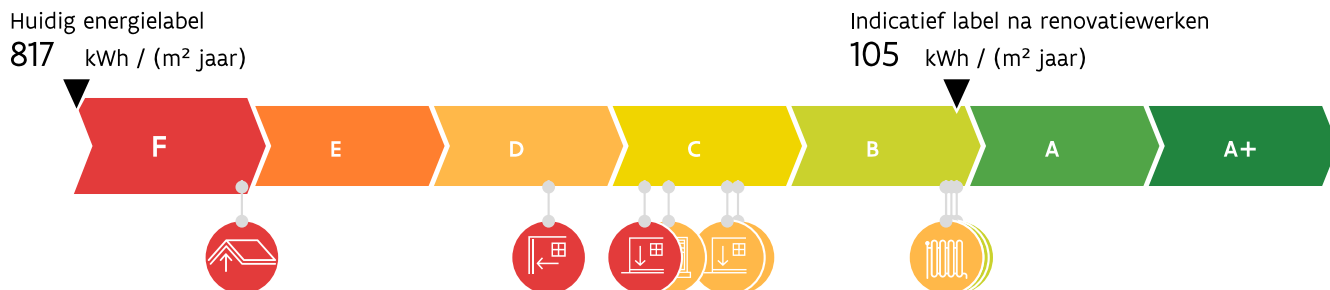 Huidig energielabel
817 kWh / (m² jaar)
Indicatief label na renovatiewerken
105 kWh / (m² jaar)
F
E
D
C
B
A
A+